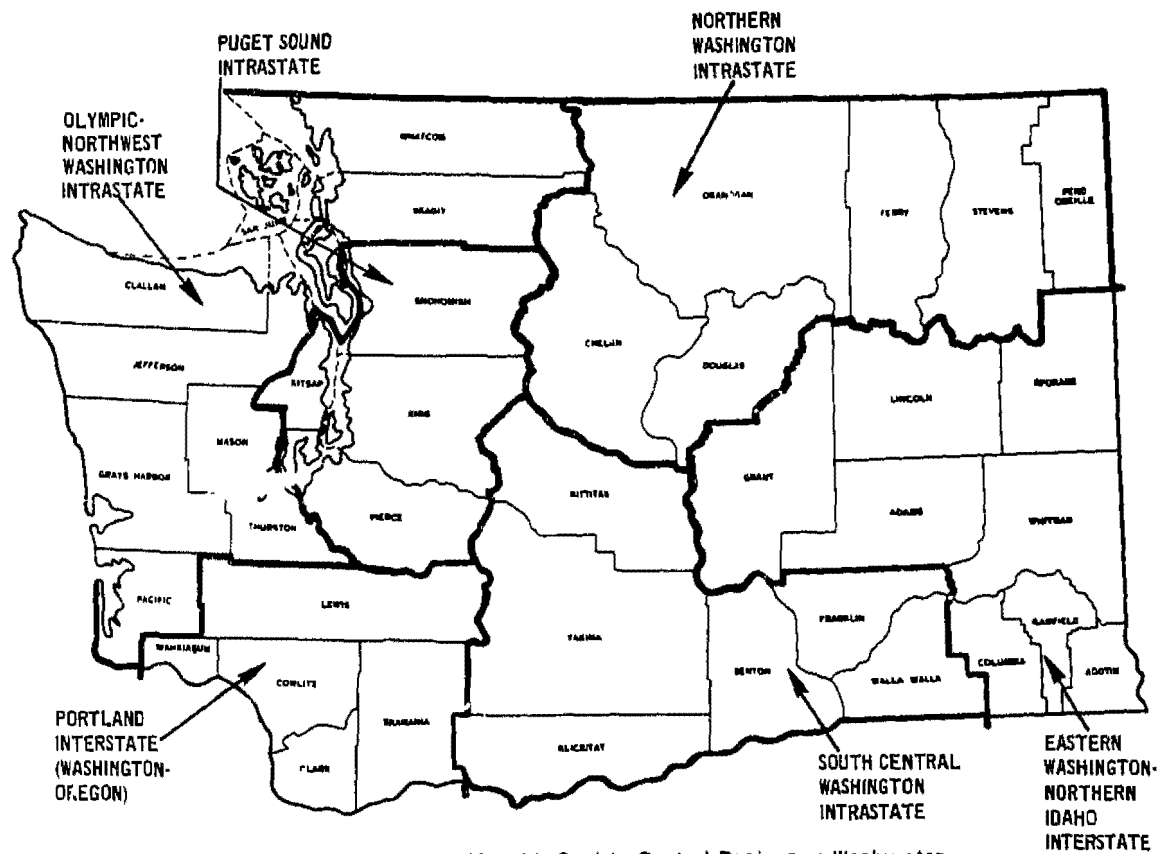 NORTHERN
WASHINGTON
INTRASTATE
PUGET SOUND
INTRASTATE
OLYMPIC-
NORTHWEST
WASHINGTON
INTRASTATE
WHATCOM
SKAGIT
OKANOGAN
FERRY
STEVENS
PEND
OREILLE
SAN JUAN
CLALLAM
SNOHOMISH
CHELAN
DOUGLAS
JEFFERSON
KITSAP
KING
LINCOLN
SPOKANE
MASON
GRAYS HARBOR
GRANT
KITTITAS
THURSTON
PIERCE
ADAMS
WHITMAN
PACIFIC
LEWIS
YAKIMA
FRANKLIN
GARFIELD
WAHKIAKUM
COWLITZ
BENTON
WALLA WALLA
COLUMBIA
ASOTIN
SKAMANIA
KLICKITAT
CLARK
PORTLAND
INTERSTATE
(WASHINGTON-
OREGON)
SOUTH CENTRAL
WASHINGTON
INTRASTATE
EASTERN
WASHINGTON-
NORTHERN
IDAHO
INTERSTATE